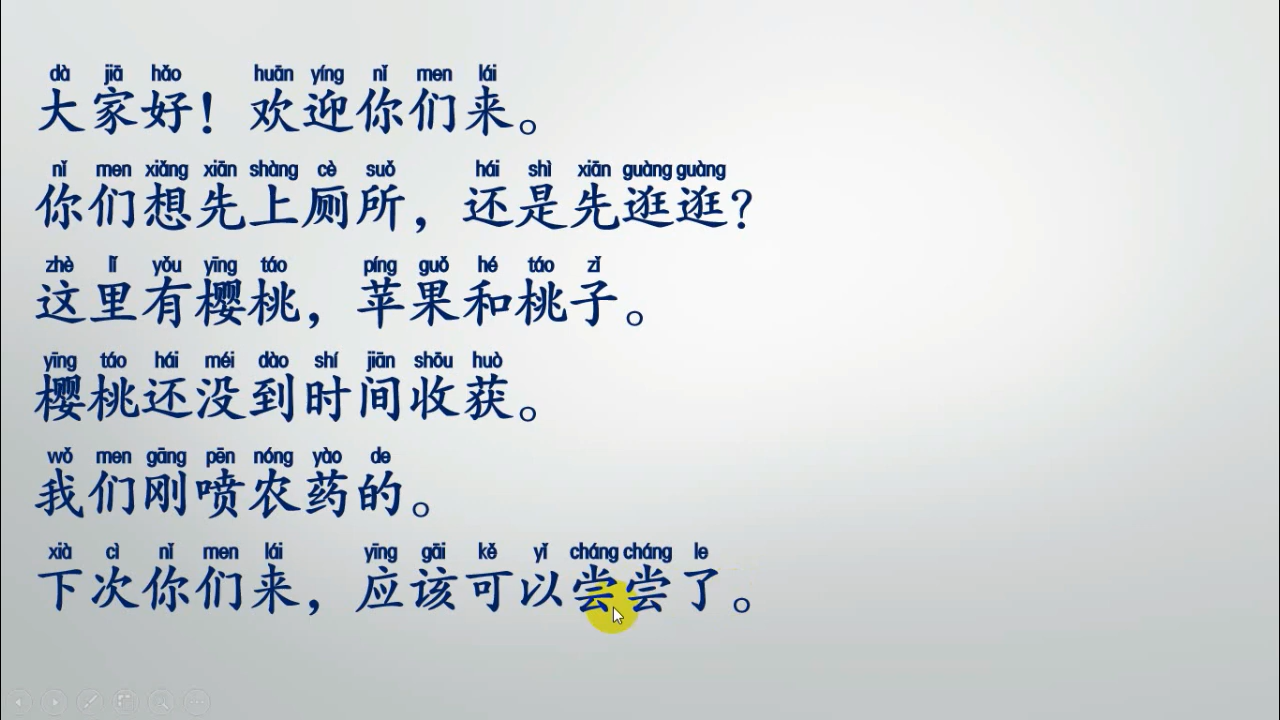 dà jiā hǎo huān yíng nǐ men lái
大家好！欢迎你们来。
nǐ men xiǎng xiān shàng cè suǒ hái shì xiān guàng guàng
你们想先上厕所，还是先逛逛？
zhè lǐ yǒu yīng táo píng guǒ hé táo zǐ
这里有樱桃，苹果和桃子。
yīng táo hái méi dào shí jiān shōu huò
樱桃还没到时间收获。
wǒ men gāng pēn nóng yào de
我们刚喷农药的。
xià cì nǐ men lái yīng gāi kě yǐ cháng cháng le
下次你们来，应该可以尝尝了。